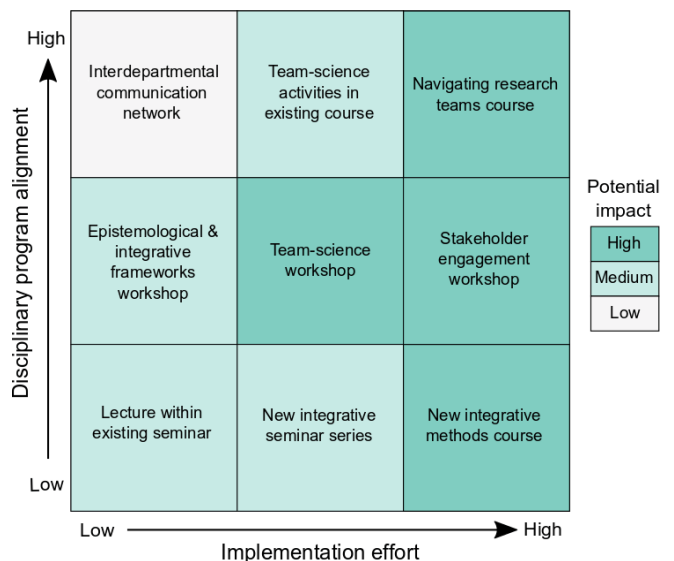 High
Disciplinary program alignment
Low
Interdepartmental
communication
network
Team-science
activities in
existing course
Navigating research
teams course
Epistemological &
integrative
frameworks
workshop
Team-science
workshop
Stakeholder
engagement
workshop
Lecture within
existing seminar
New integrative
seminar series
New integrative
methods course
Potential
impact
High
Medium
Low
Low
High
Implementation effort